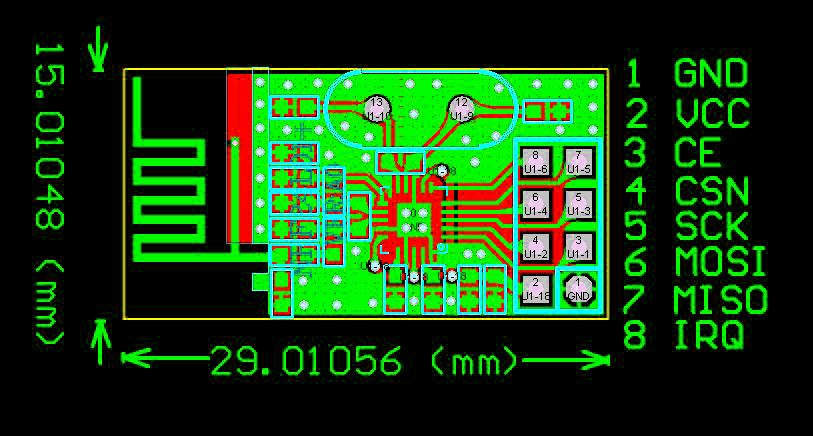 15.01048 (mm)
1 GND
2 VCC
3 CE
4 CSN
5 SCK
6 MOSI
7 MISO
8 IRQ
13
U1-10
12
U1-9
8
U1-6
7
U1-5
6
U1-4
5
U1-3
4
U1-2
3
U1-1
2
U1-18
1
GND
29.01056 (mm)